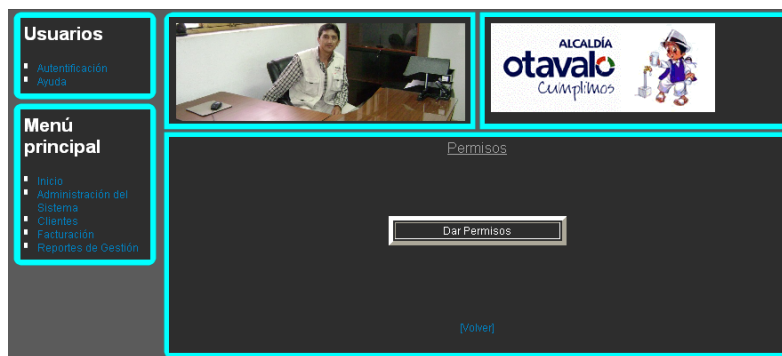 Usuarios
Autentificación
Ayuda
Menú
principal
Inicio
Administración del
Sistema
Clientes
Facturación
Reportes de Gestión
ALCALDÍA
otavalo
Cumplimos
Permisos
Dar Permisos
[Volver]